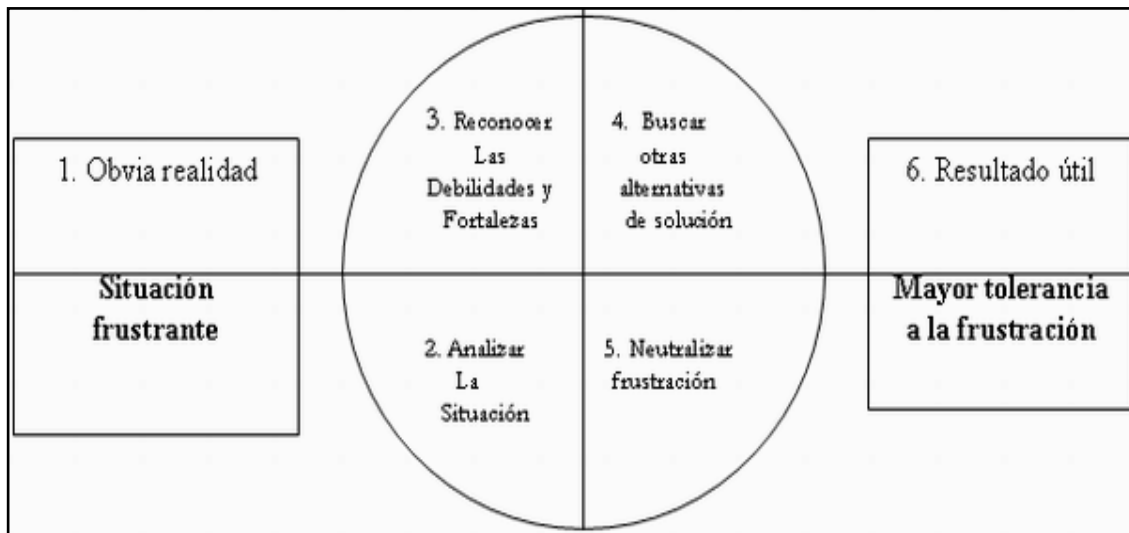 1. Obvia realidad
Situación
frustrante
2. Analizar
La
Situación
3. Reconocer
Las
Debilidades y
Fortalezas
4. Buscar
otras
alternativas
de solución
5. Neutralizar
frustración
6. Resultado útil
Mayor tolerancia
a la frustración